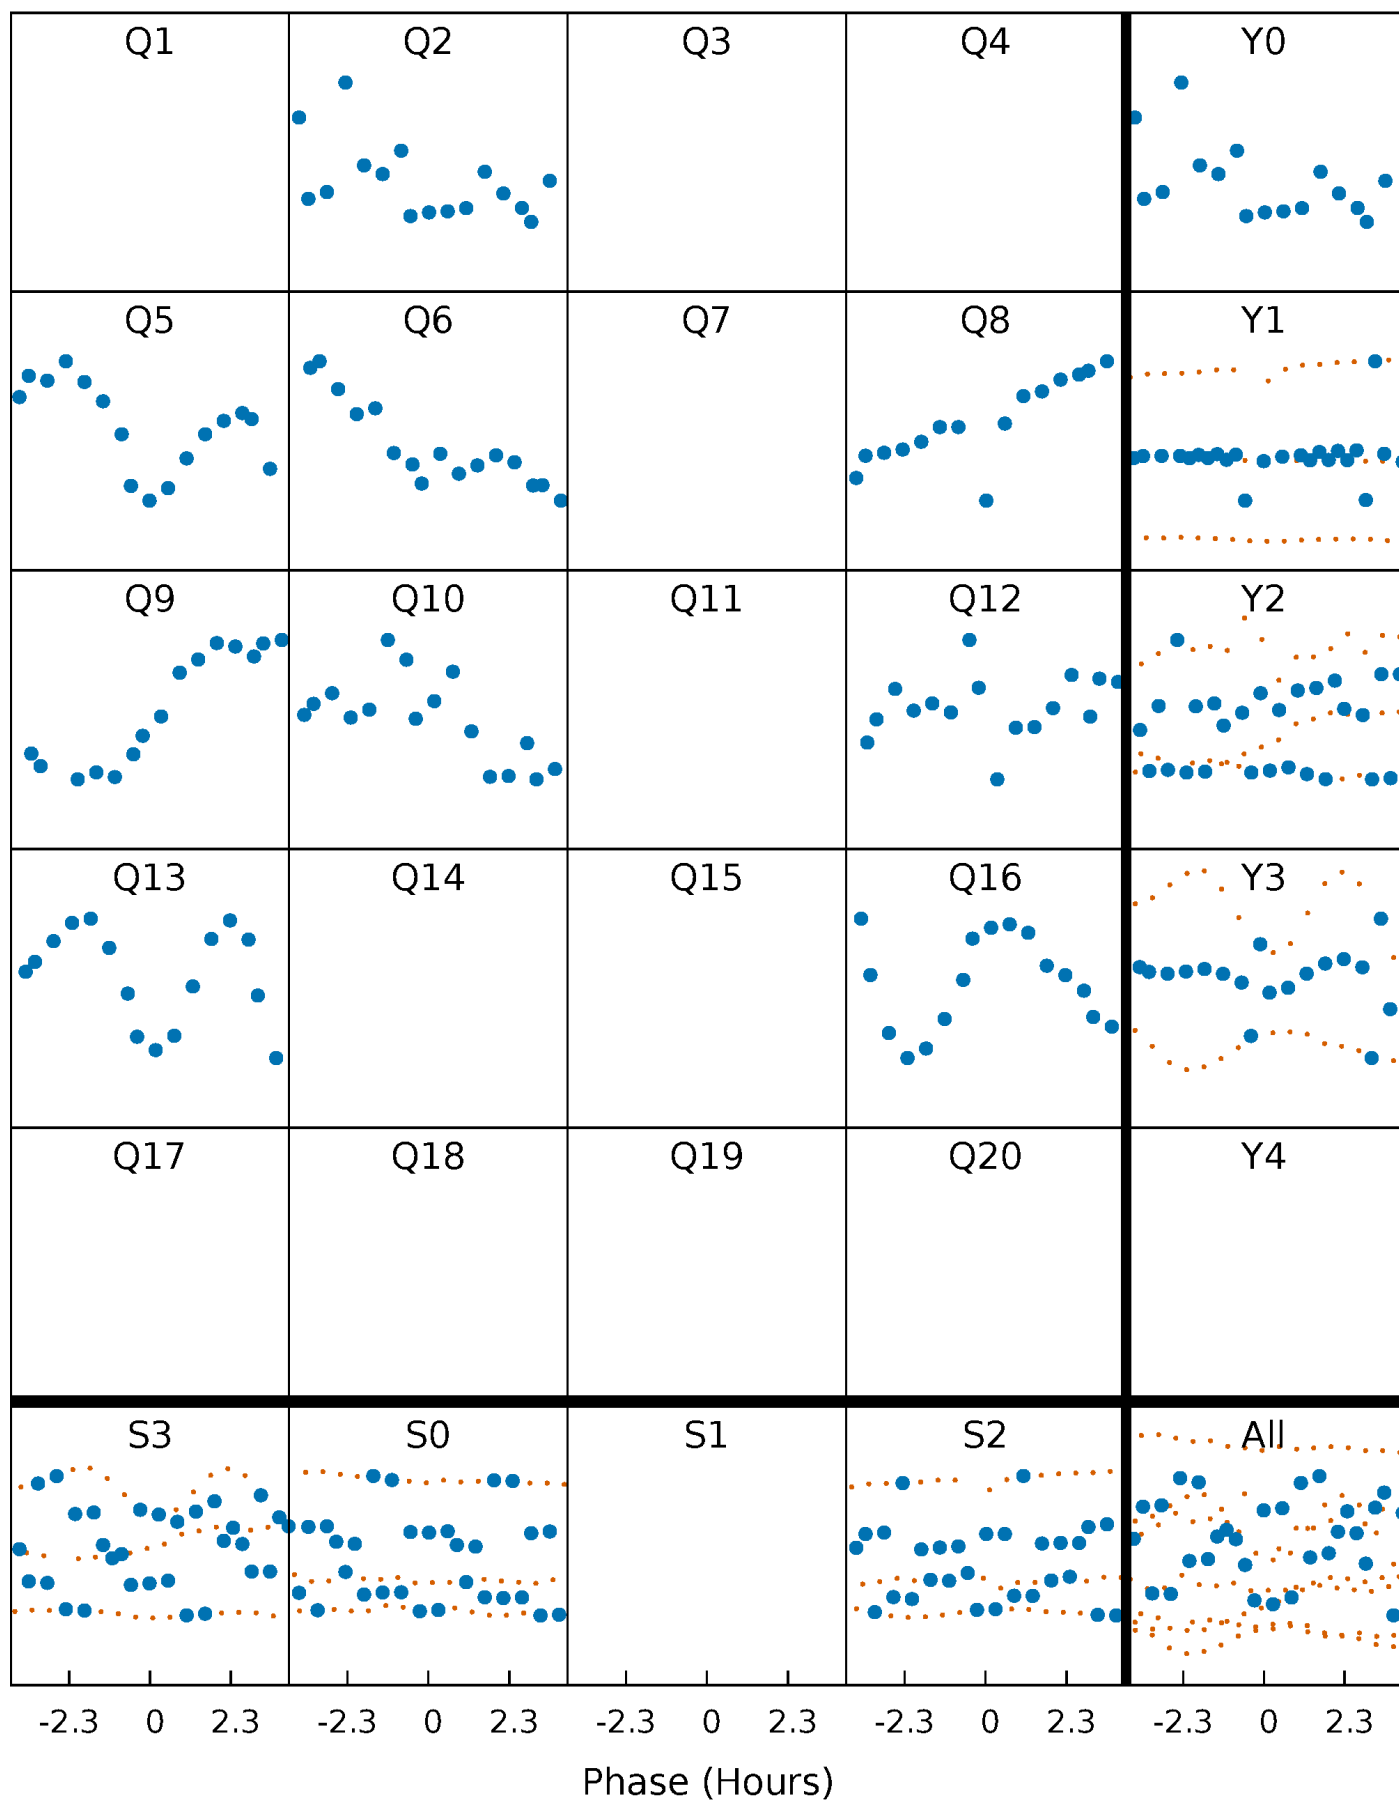 Q1 Q2 Q3 Q4 Y0
Q5 Q6 Q7 Q8 Y1
Q9 Q10 Q11 Q12 Y2
Q13 Q14 Q15 Q16 Y3
Q17 Q18 Q19 Q20 Y4
S3 S0 S1 S2 All
-2.3 0 2.3 -2.3 0 2.3 -2.3 0 2.3 -2.3 0 2.3 -2.3 0 2.3
Phase (Hours)